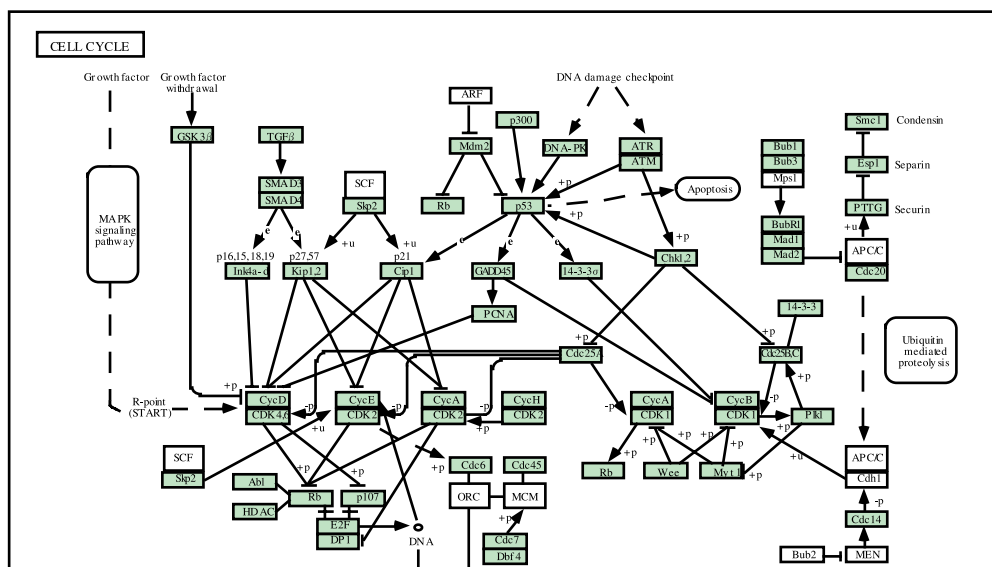 CELL CYCLE
Growth factor
Growth factor
withdrawal
DNA damage checkpoint
ARF
p300
GSK3β
TGFβ
Mdm2
DNA-PK
ATR
ATM
Bub1
Bub3
Mps1
Smc1
Condensin
Esp1
Separin
MAPK
signaling
pathway
SMAD3
SMAD4
SCF
Skp2
Rb
p53
+p
Apoptosis
PTTG
Securin
BubR1
Mad1
Mad2
+u
APC/C
Cdc20
e
e
+u
+u
e
e
e
+p
+p
p16,15,18,19
Ink4a-d
p27,57
Kip1,2
p21
Cip1
GADD45
14-3-3σ
Chk1,2
PCNA
14-3-3
+p
Cdc25A
+p
Cdc25B,C
Ubiquitin
mediated
proteolysis
+p
R-point
(START)
CycD
CDK4,6
-p
CycE
CDK2
-p
CycA
CDK2
-p
CycH
CDK2
-p
CycA
CDK1
CycB
CDK1
-p
+p
Plk1
+u
+p
+p
+p
+p
+p
SCF
Skp2
+p
+p
+p
Cdc6
Cdc45
Rb
Wee
Myt1
+p
+u
APC/C
Cdh1
Abl
HDAC
Rb
p107
ORC
MCM
-p
E2F
DP1
DNA
+p
Cdc7
Dbf4
Cdc14
Bub2
MEN